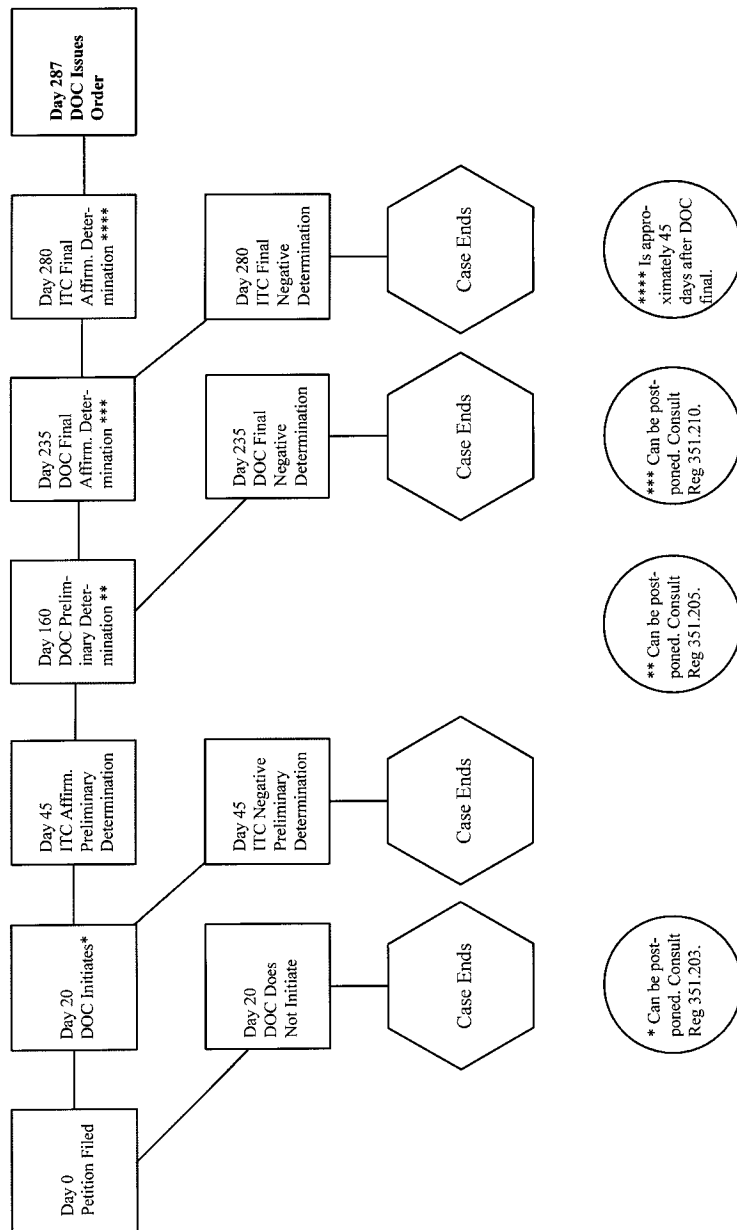 Day 0
Petition Filed
Day 20
DOC Initiates*
Day 45
ITC Affirm.
Preliminary
Determination
Day 160
DOC Prelim-
inary Deter-
mination **
Day 235
DOC Final
Affirm. Deter-
mination ***
Day 280
ITC Final
Affirm. Deter-
mination ****
Day 287
DOC Issues
Order
Day 20
DOC Does
Not Initiate
Day 45
ITC Negative
Preliminary
Determination
Day 235
DOC Final
Negative
Determination
Day 280
ITC Final
Negative
Determination
Case Ends
Case Ends
Case Ends
Case Ends
* Can be post-
poned. Consult
Reg 351.203.
** Can be post-
poned. Consult
Reg 351.205.
*** Can be post-
poned. Consult
Reg 351.210.
**** Is appro-
ximately 45
days after DOC
final.